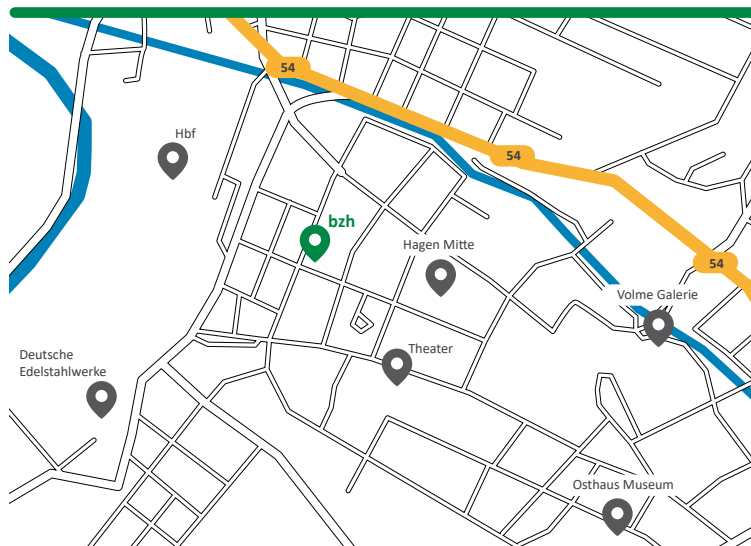 54
Hbf
54
bzh
Hagen Mitte
54
Volme Galerie
Deutsche
Edelstahlwerke
Theater
Osthaus Museum